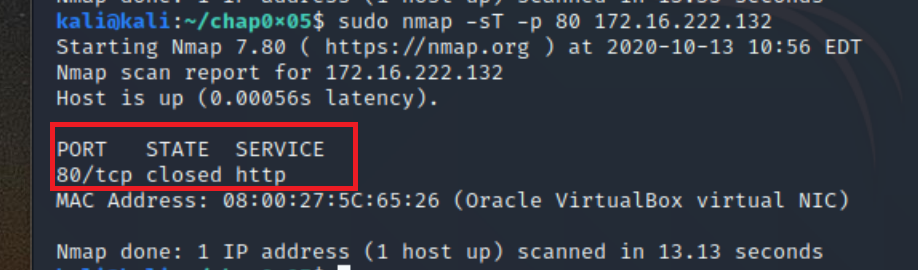 Nmap done: 1 IP address (1 host up) scanned in 13.33 seconds
kali@kali:~/chap0×05$ sudo nmap -sT -p 80 172.16.222.132
Starting Nmap 7.80 ( https://nmap.org ) at 2020-10-13 10:56 EDT
Nmap scan report for 172.16.222.132
Host is up (0.00056s latency).
PORT STATE SERVICE
80/tcp closed http
MAC Address: 08:00:27:5C:65:26 (Oracle VirtualBox virtual NIC)
Nmap done: 1 IP address (1 host up) scanned in 13.13 seconds